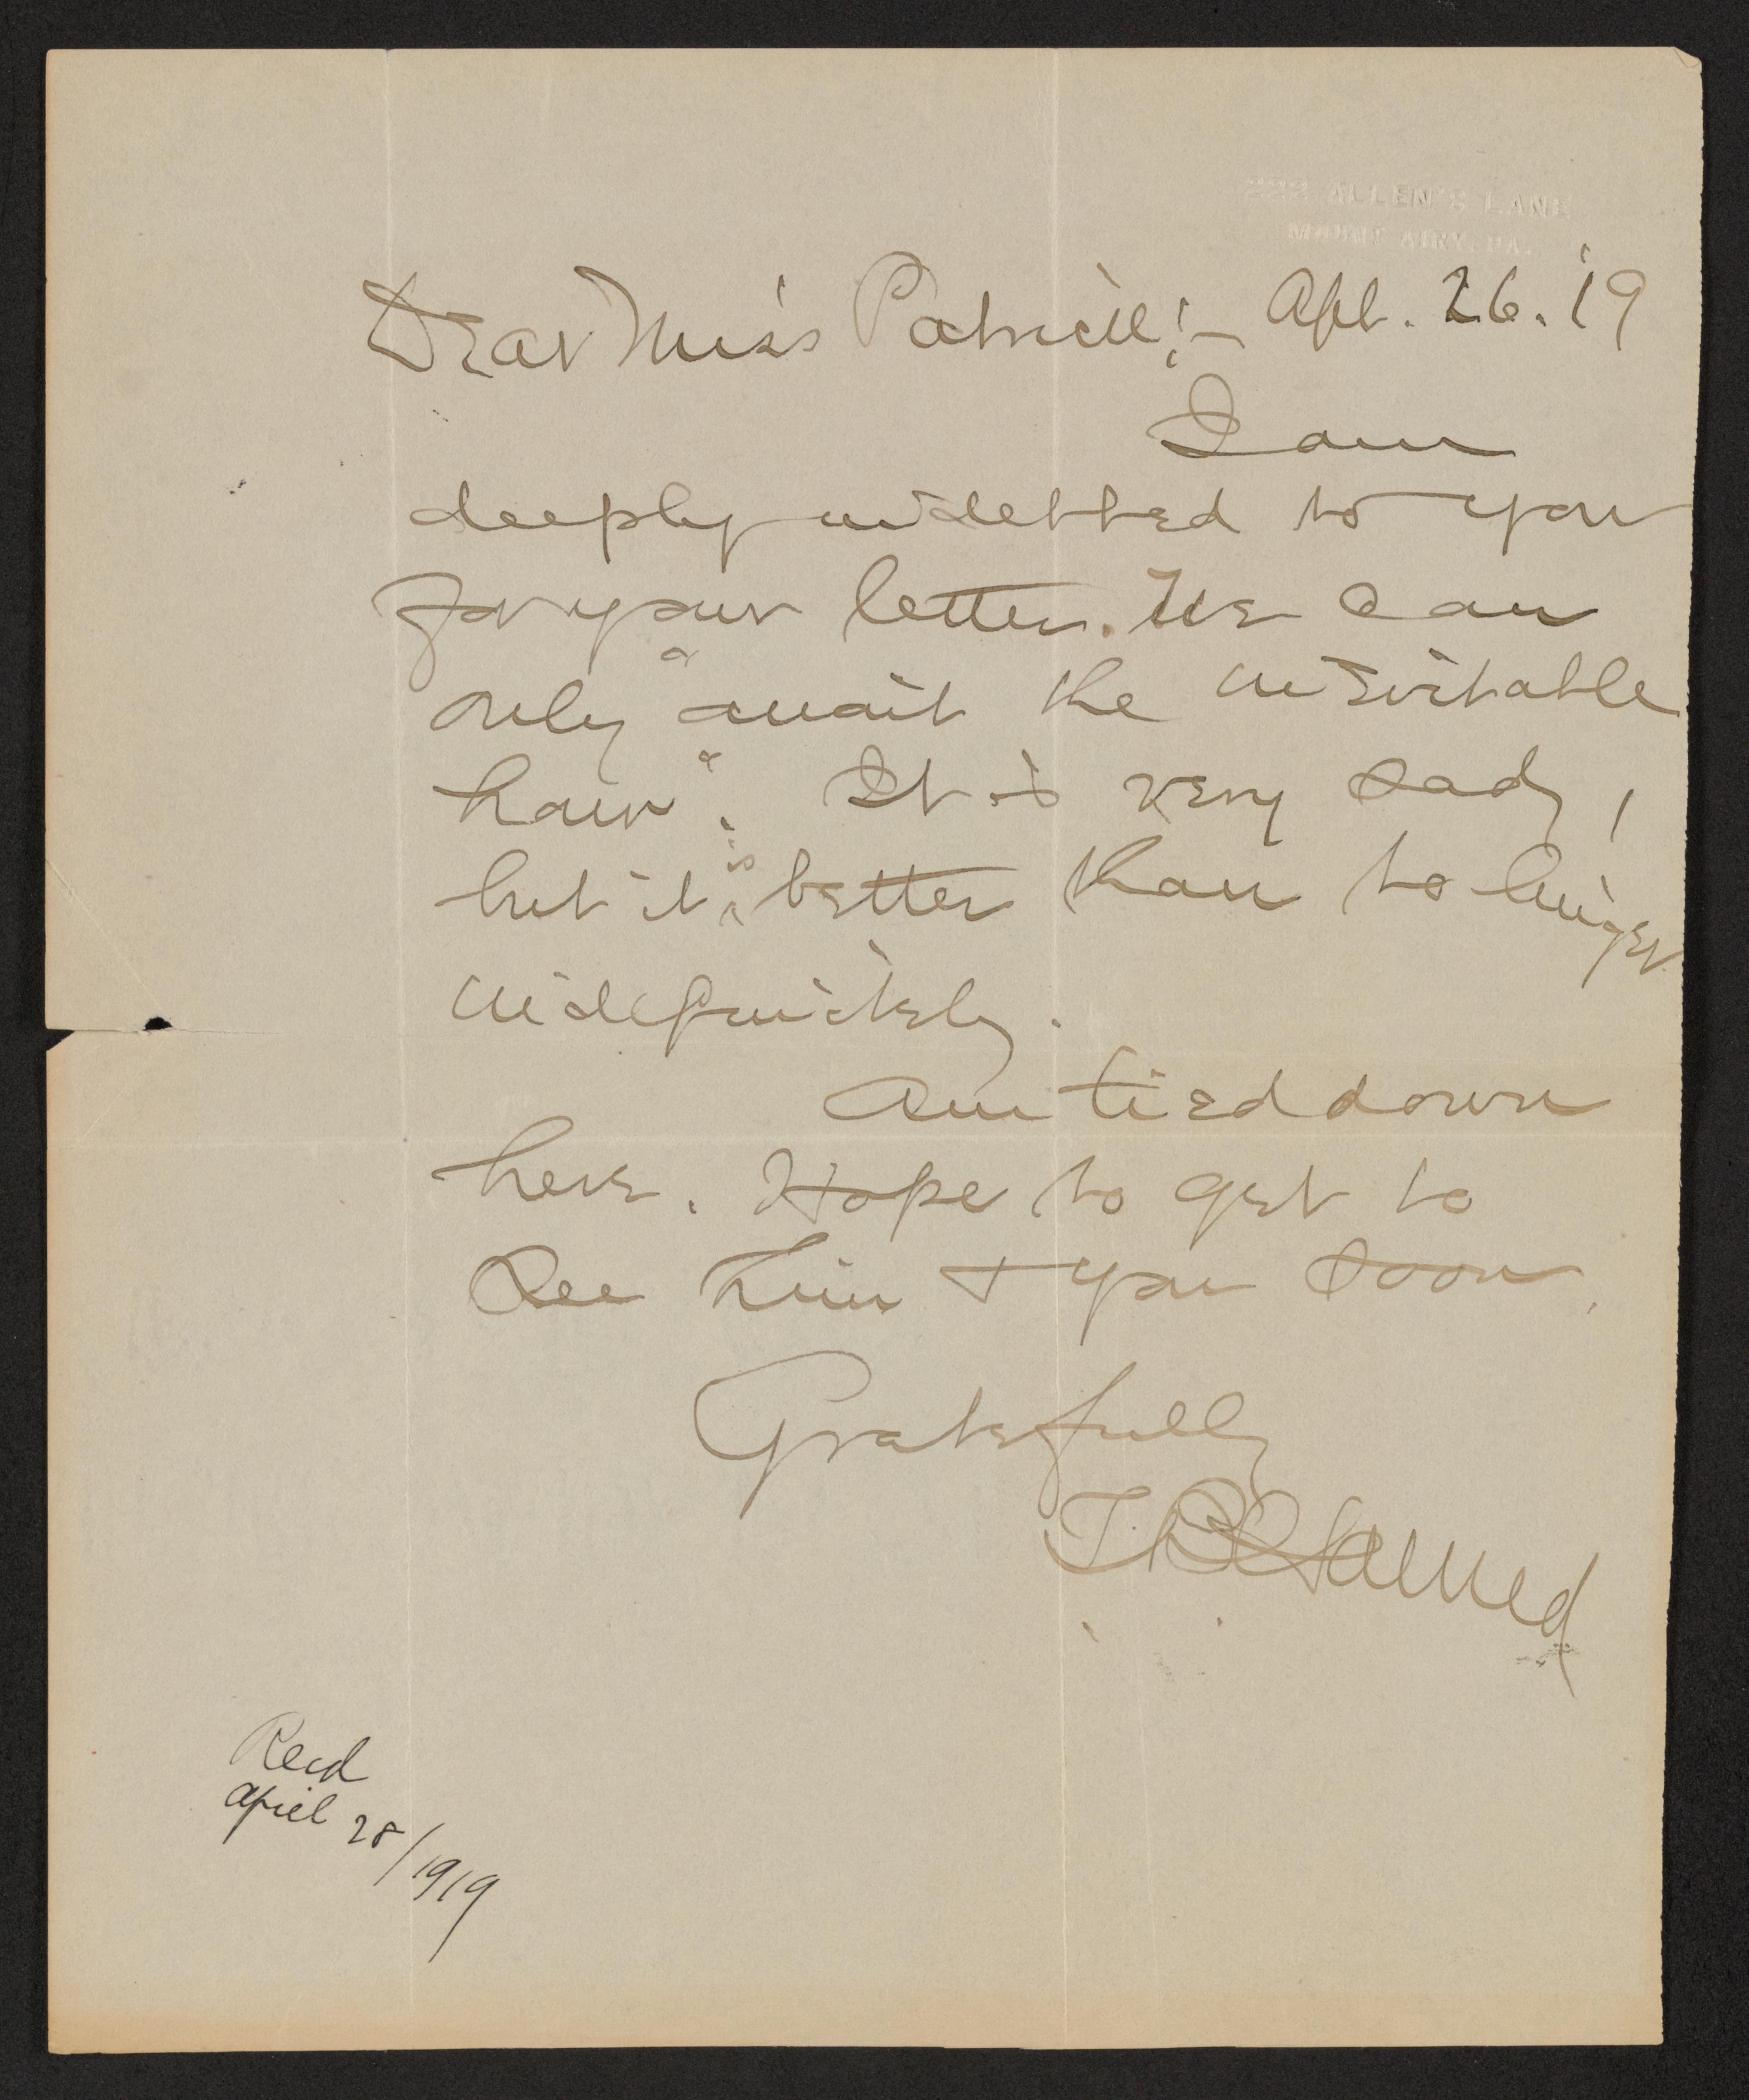 222 ALLEN'S LANE
MOUNT AIRY, PA.
Dear Miss Patrick:— Apl. 26. '19
I am
deeply indebted to you
for your letter. We can
only "await the inevitable
hour". It is very sad,
but it is better than to linger
indefinitely.
Am tied down
here. Hope to get to
see him + you soon.
Gratefully
T. B. Harned
Recd
April 28/1919